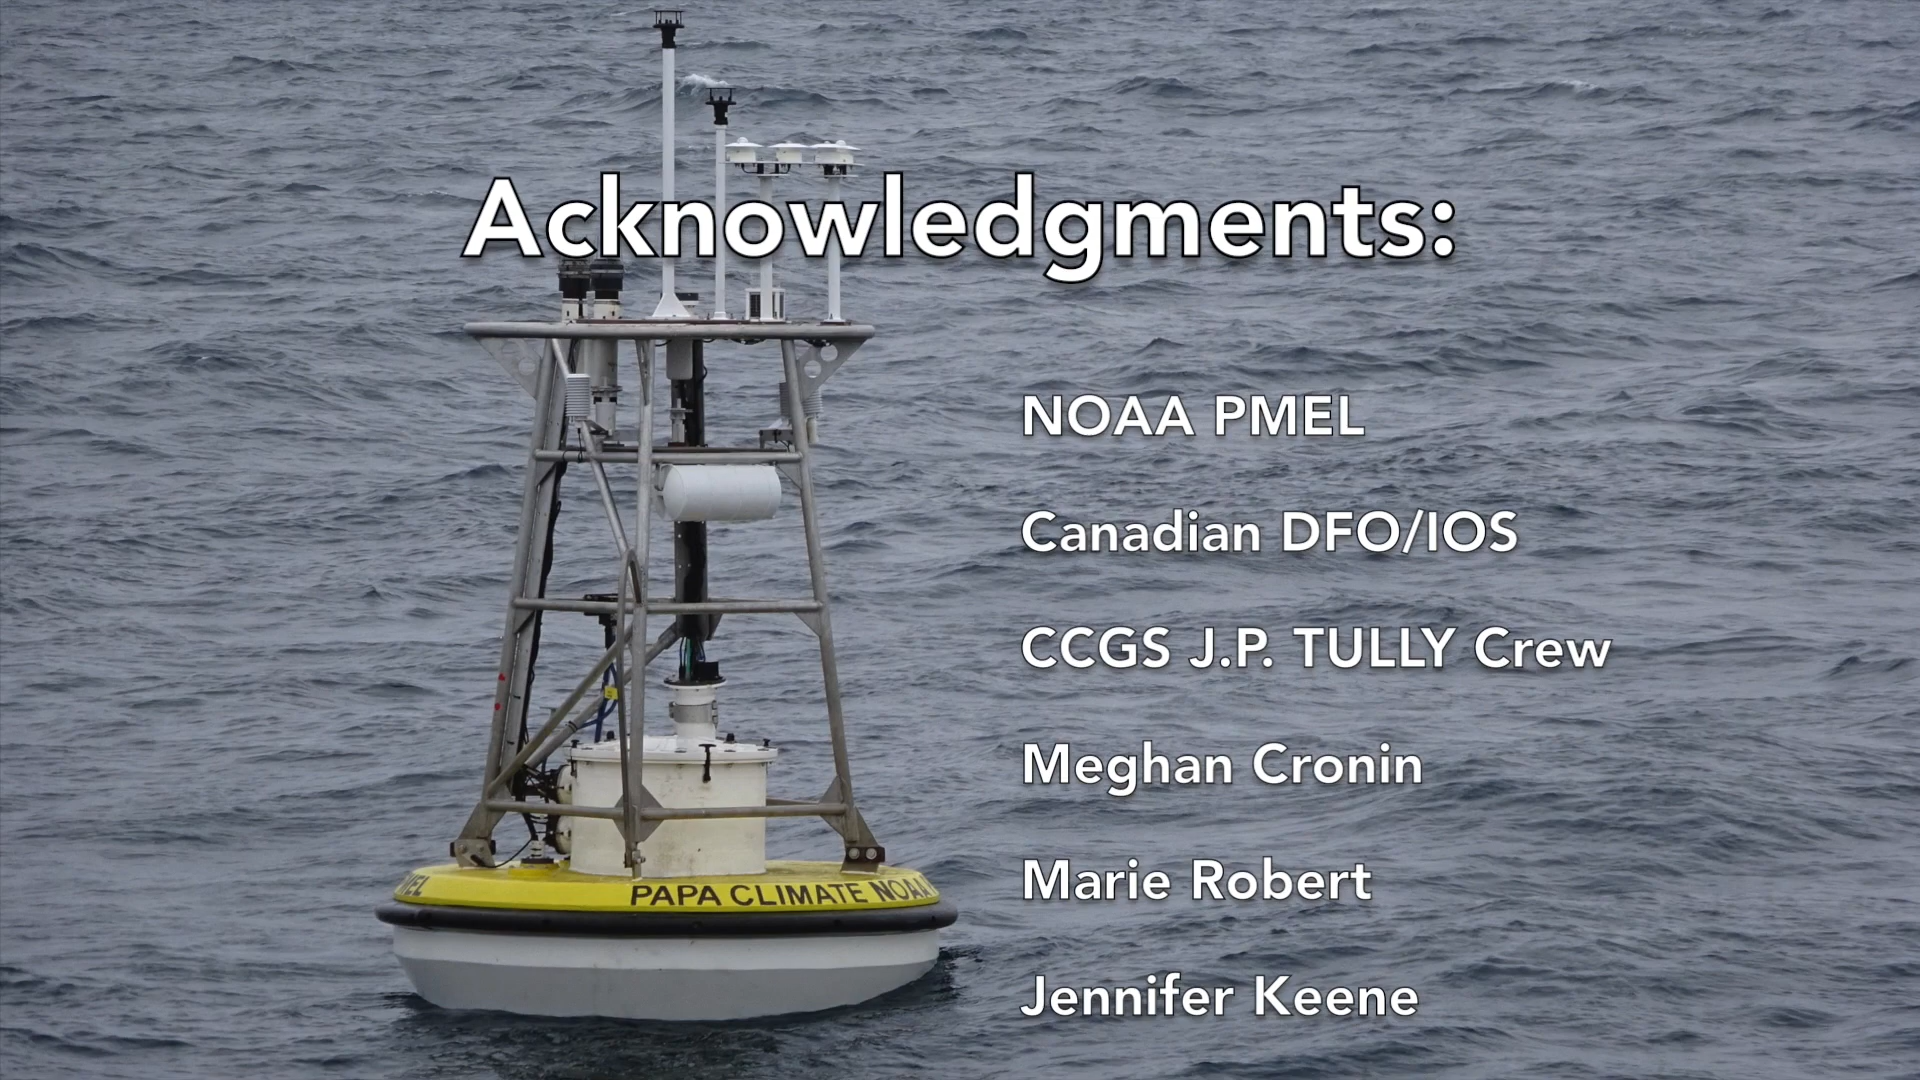 Acknowledgments:
NOAA PMEL
Canadian DFO/IOS
CCGS J.P. TULLY Crew
Meghan Cronin
Marie Robert
Jennifer Keene
PAPA CLIMATE NOAA